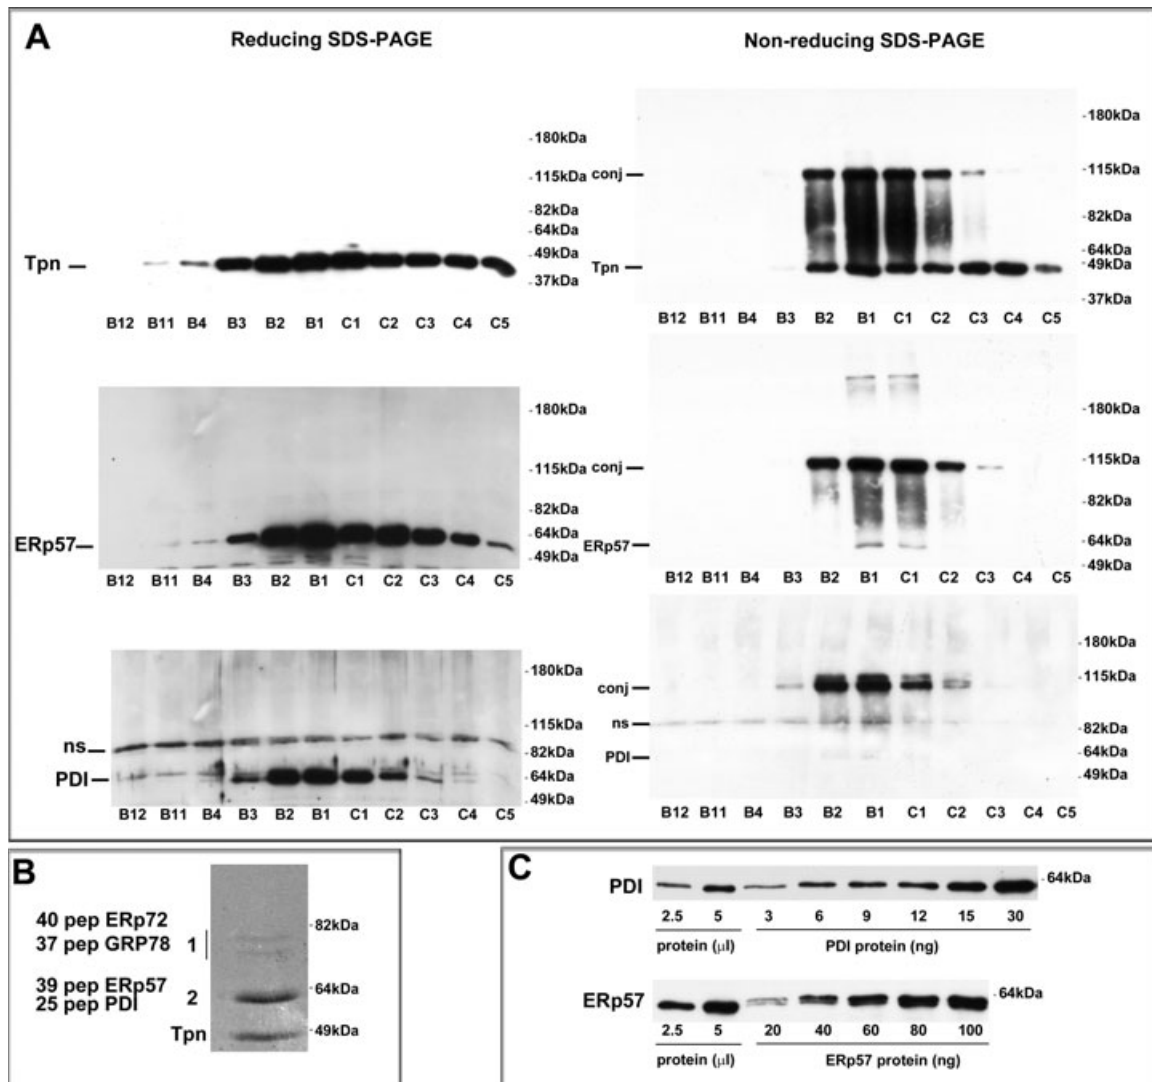 A
Reducing SDS-PAGE
Non-reducing SDS-PAGE
-180kDa
-115kDa
-82kDa
-64kDa
-49kDa
-37kDa
Tpn
B12 B11 B4 B3 B2 B1 C1 C2 C3 C4 C5
-180kDa
-115kDa
-82kDa
-64kDa
-49kDa
-37kDa
conj
Tpn
B12 B11 B4 B3 B2 B1 C1 C2 C3 C4 C5
-180kDa
-115kDa
-82kDa
-64kDa
-49kDa
ERp57
B12 B11 B4 B3 B2 B1 C1 C2 C3 C4 C5
-180kDa
-115kDa
-82kDa
-64kDa
-49kDa
conj
ERp57
B12 B11 B4 B3 B2 B1 C1 C2 C3 C4 C5
-180kDa
-115kDa
-82kDa
-64kDa
-49kDa
ns
PDI
B12 B11 B4 B3 B2 B1 C1 C2 C3 C4 C5
-180kDa
-115kDa
-82kDa
-64kDa
-49kDa
conj
ns
PDI
B12 B11 B4 B3 B2 B1 C1 C2 C3 C4 C5
B
40 pep ERp72
37 pep GRP78
1
39 pep ERp57
25 pep PDI
2
Tpn
-82kDa
-64kDa
-49kDa
C
PDI
-64kDa
2.5 5 3 6 9 12 15 30
protein (µl) PDI protein (ng)
ERp57
-64kDa
2.5 5 20 40 60 80 100
protein (µl) ERp57 protein (ng)